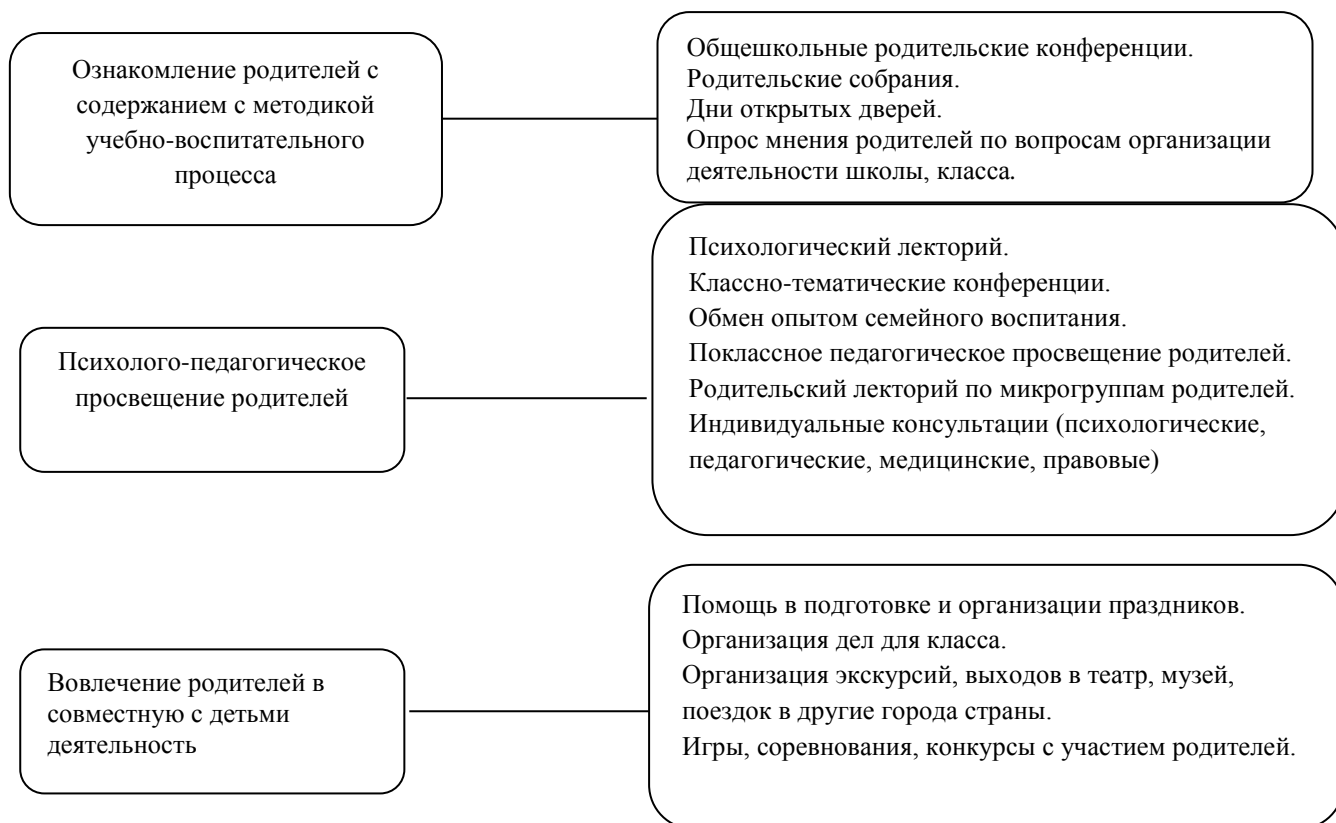 Ознакомление родителей с
содержанием с методикой
учебно-воспитательного
процесса
Общешкольные родительские конференции.
Родительские собрания.
Дни открытых дверей.
Опрос мнения родителей по вопросам организации
деятельности школы, класса.
Психолого-педагогическое
просвещение родителей
Психологический лекторий.
Классно-тематические конференции.
Обмен опытом семейного воспитания.
Поклассное педагогическое просвещение родителей.
Родительский лекторий по микрогруппам родителей.
Индивидуальные консультации (психологические,
педагогические, медицинские, правовые)
Вовлечение родителей в
совместную с детьми
деятельность
Помощь в подготовке и организации праздников.
Организация дел для класса.
Организация экскурсий, выходов в театр, музей,
поездок в другие города страны.
Игры, соревнования, конкурсы с участием родителей.